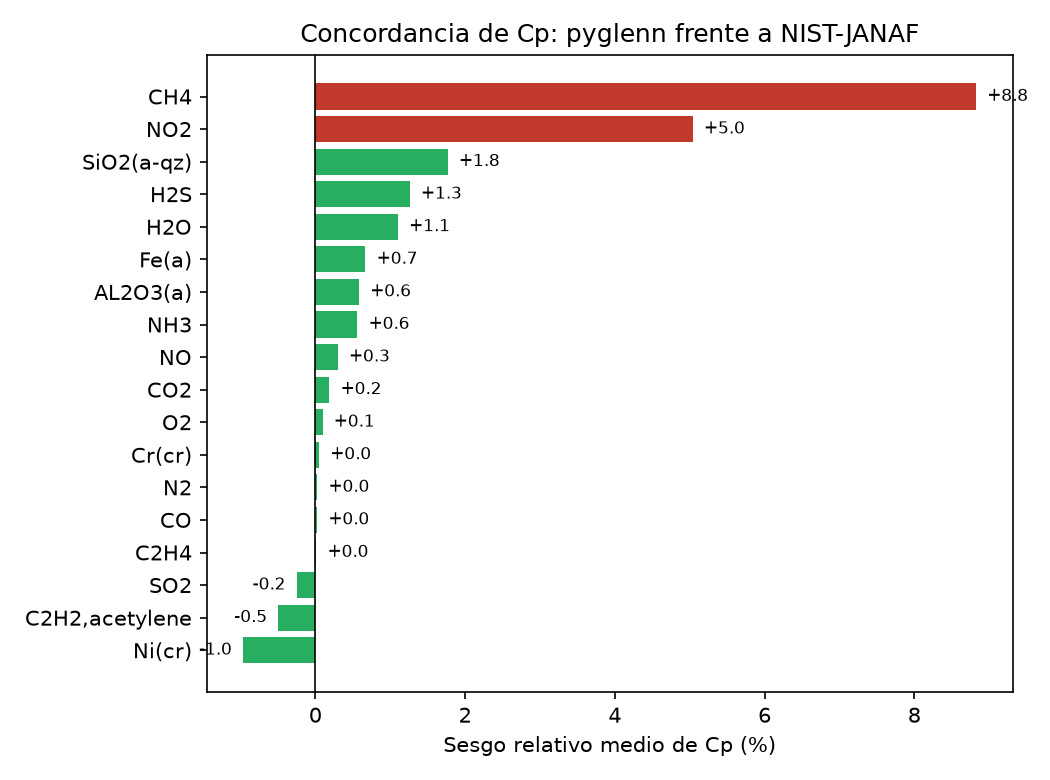 Concordancia de Cp: pyglenn frente a NIST-JANAF
CH4 +8.8
NO2 +5.0
SiO2(a-qz) +1.8
H2S +1.3
H2O +1.1
Fe(a) +0.7
AL2O3(a) +0.6
NH3 +0.6
NO +0.3
CO2 +0.2
O2 +0.1
Cr(cr) +0.0
N2 +0.0
CO +0.0
C2H4 +0.0
SO2 -0.2
C2H2,acetylene -0.5
Ni(cr) -1.0
0 2 4 6 8
Sesgo relativo medio de Cp (%)